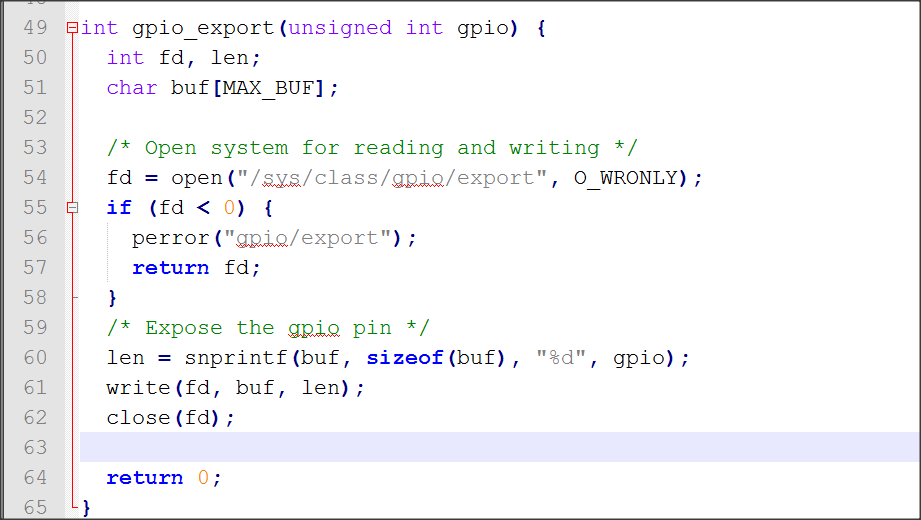 49 int gpio_export(unsigned int gpio) {
50 int fd, len;
51 char buf[MAX_BUF];
52
53 /* Open system for reading and writing */
54 fd = open("/sys/class/gpio/export", O_WRONLY);
55 if (fd < 0) {
56 perror("gpio/export");
57 return fd;
58 }
59 /* Expose the gpio pin */
60 len = snprintf(buf, sizeof(buf), "%d", gpio);
61 write(fd, buf, len);
62 close(fd);
63
64 return 0;
65 }